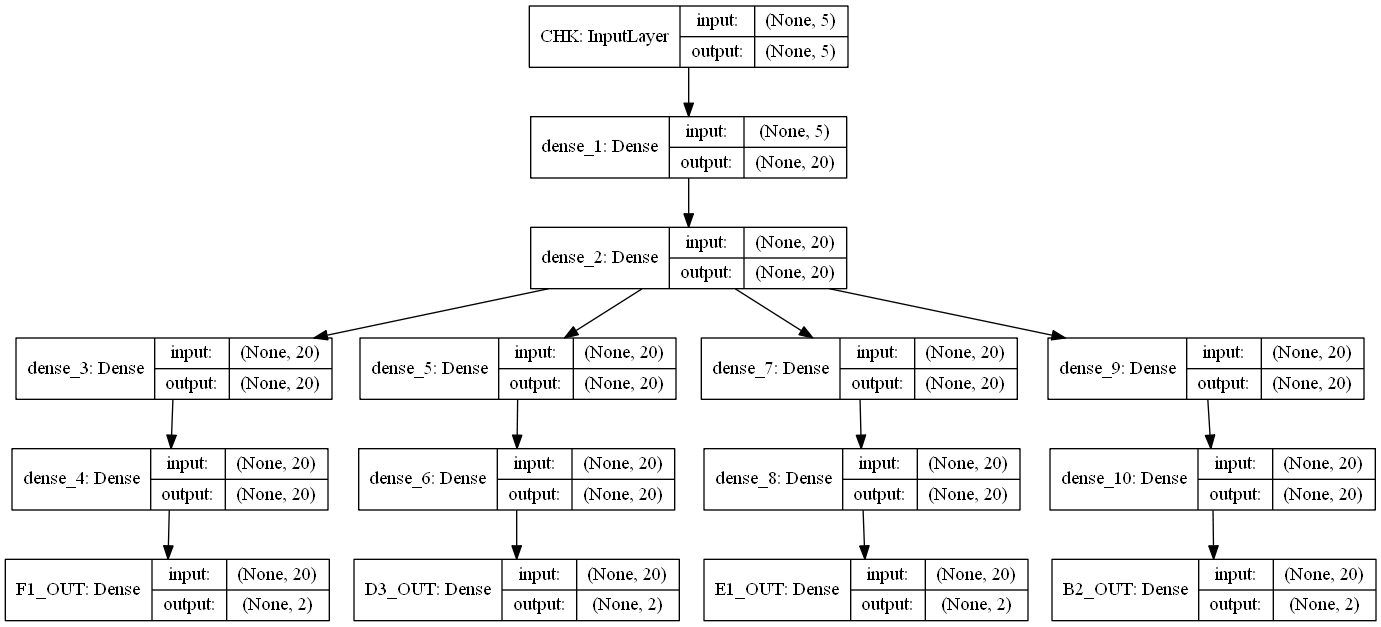 CHK: InputLayer input: (None, 5)
output: (None, 5)
dense_1: Dense input: (None, 5)
output: (None, 20)
dense_2: Dense input: (None, 20)
output: (None, 20)
dense_3: Dense input: (None, 20)
output: (None, 20)
dense_5: Dense input: (None, 20)
output: (None, 20)
dense_7: Dense input: (None, 20)
output: (None, 20)
dense_9: Dense input: (None, 20)
output: (None, 20)
dense_4: Dense input: (None, 20)
output: (None, 20)
dense_6: Dense input: (None, 20)
output: (None, 20)
dense_8: Dense input: (None, 20)
output: (None, 20)
dense_10: Dense input: (None, 20)
output: (None, 20)
F1_OUT: Dense input: (None, 20)
output: (None, 2)
D3_OUT: Dense input: (None, 20)
output: (None, 2)
E1_OUT: Dense input: (None, 20)
output: (None, 2)
B2_OUT: Dense input: (None, 20)
output: (None, 2)